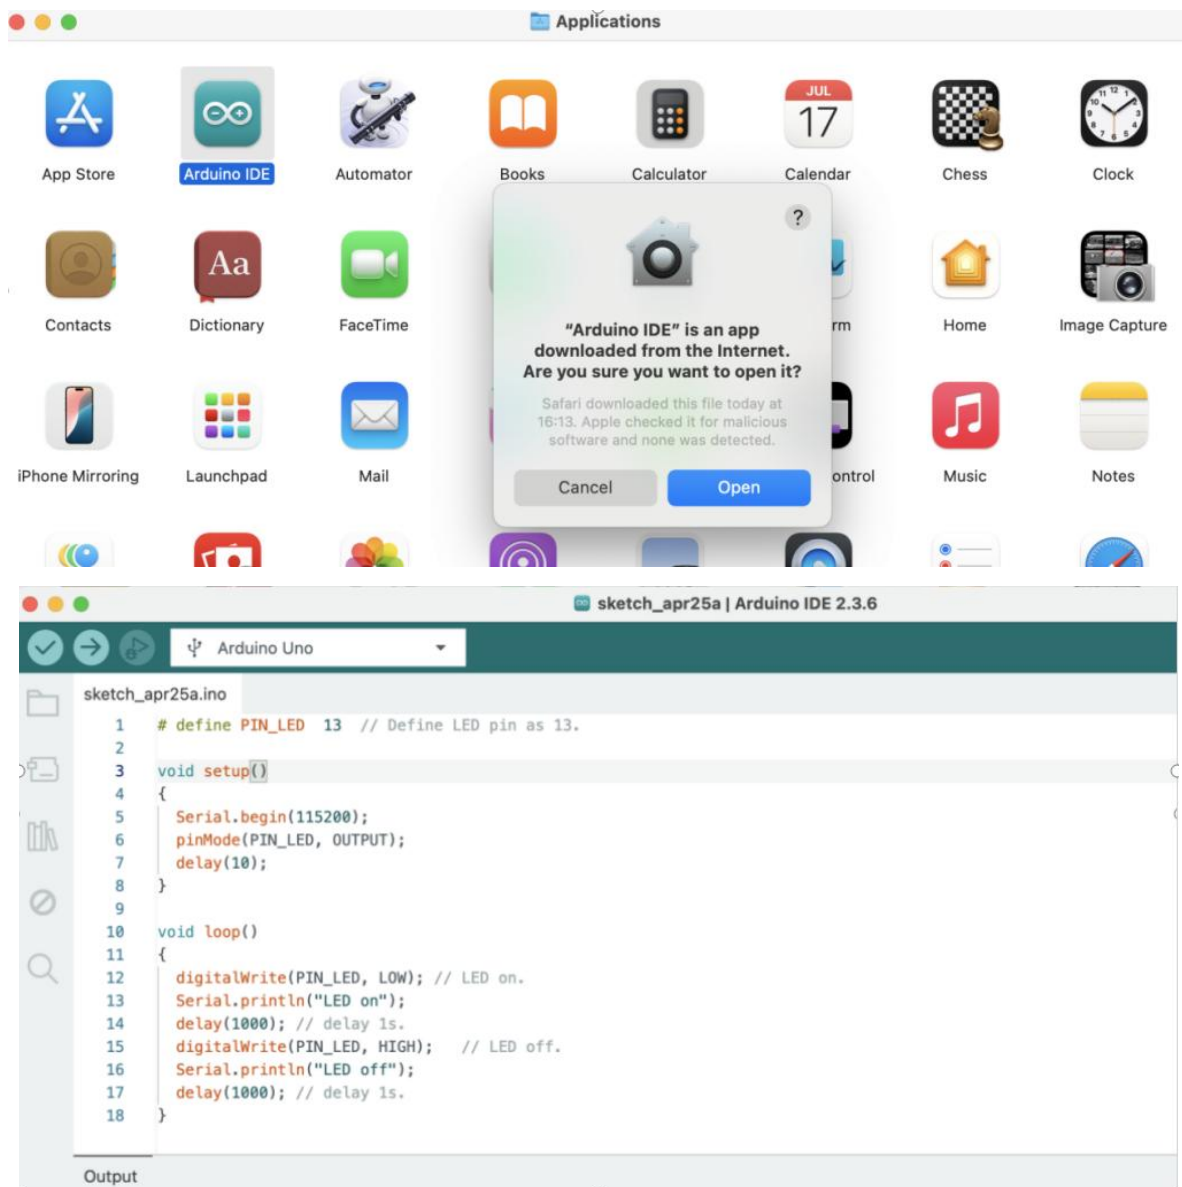 Applications
JUL
17
App Store
Arduino IDE
Automator
Books
Calculator
Calendar
Chess
Clock
?
Aa
"Arduino IDE" is an app
downloaded from the Internet.
Are you sure you want to open it?
Contacts
Dictionary
FaceTime
rm
Home
Image Capture
Safari downloaded this file today at
16:13. Apple checked it for malicious
software and none was detected.
iPhone Mirroring
Launchpad
Mail
Cancel
Open
ontrol
Music
Notes
sketch_apr25a | Arduino IDE 2.3.6
Arduino Uno
sketch_apr25a.ino
1 # define PIN_LED  13  // Define LED pin as 13.
2
3 void setup()
4 {
5 Serial.begin(115200);
6 pinMode(PIN_LED, OUTPUT);
7 delay(10);
8 }
9
10 void loop()
11 {
12 digitalWrite(PIN_LED, LOW); // LED on.
13 Serial.println("LED on");
14 delay(1000); // delay 1s.
15 digitalWrite(PIN_LED, HIGH);   // LED off.
16 Serial.println("LED off");
17 delay(1000); // delay 1s.
18 }
Output